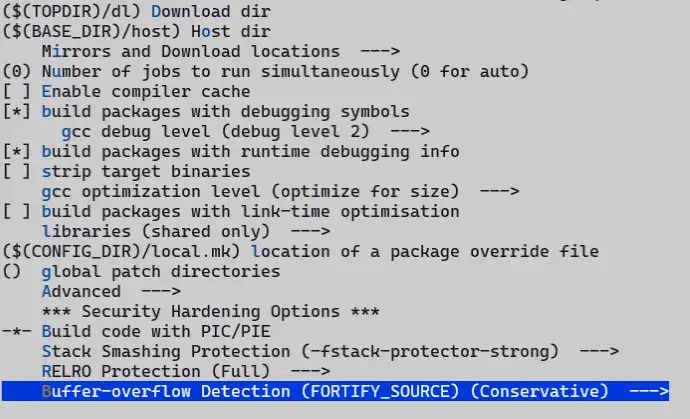 ($(TOPDIR)/dl) Download dir
($(BASE_DIR)/host) Host dir
Mirrors and Download locations --->
(0) Number of jobs to run simultaneously (0 for auto)
[ ] Enable compiler cache
[*] build packages with debugging symbols
gcc debug level (debug level 2) --->
[*] build packages with runtime debugging info
[ ] strip target binaries
gcc optimization level (optimize for size) --->
[ ] build packages with link-time optimisation
libraries (shared only) --->
($(CONFIG_DIR)/local.mk) location of a package override file
() global patch directories
Advanced --->
*** Security Hardening Options ***
-*- Build code with PIC/PIE
Stack Smashing Protection (-fstack-protector-strong) --->
RELRO Protection (Full) --->
Buffer-overflow Detection (FORTIFY_SOURCE) (Conservative) --->